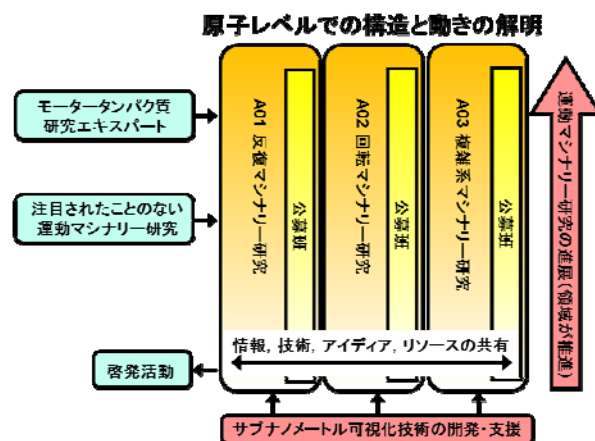 原子レベルでの構造と動きの解明
モータータンパク質
研究エキスパート
注目されたことのない
運動マシナリー研究
啓発活動
A01 反復マシナリー研究
公募班
A02 回転マシナリー研究
公募班
A03 複雑系マシナリー研究
公募班
運動マシナリー研究の進展(領域が推進)
情報, 技術, アイディア, リソースの共有
サブナノメートル可視化技術の開発・支援